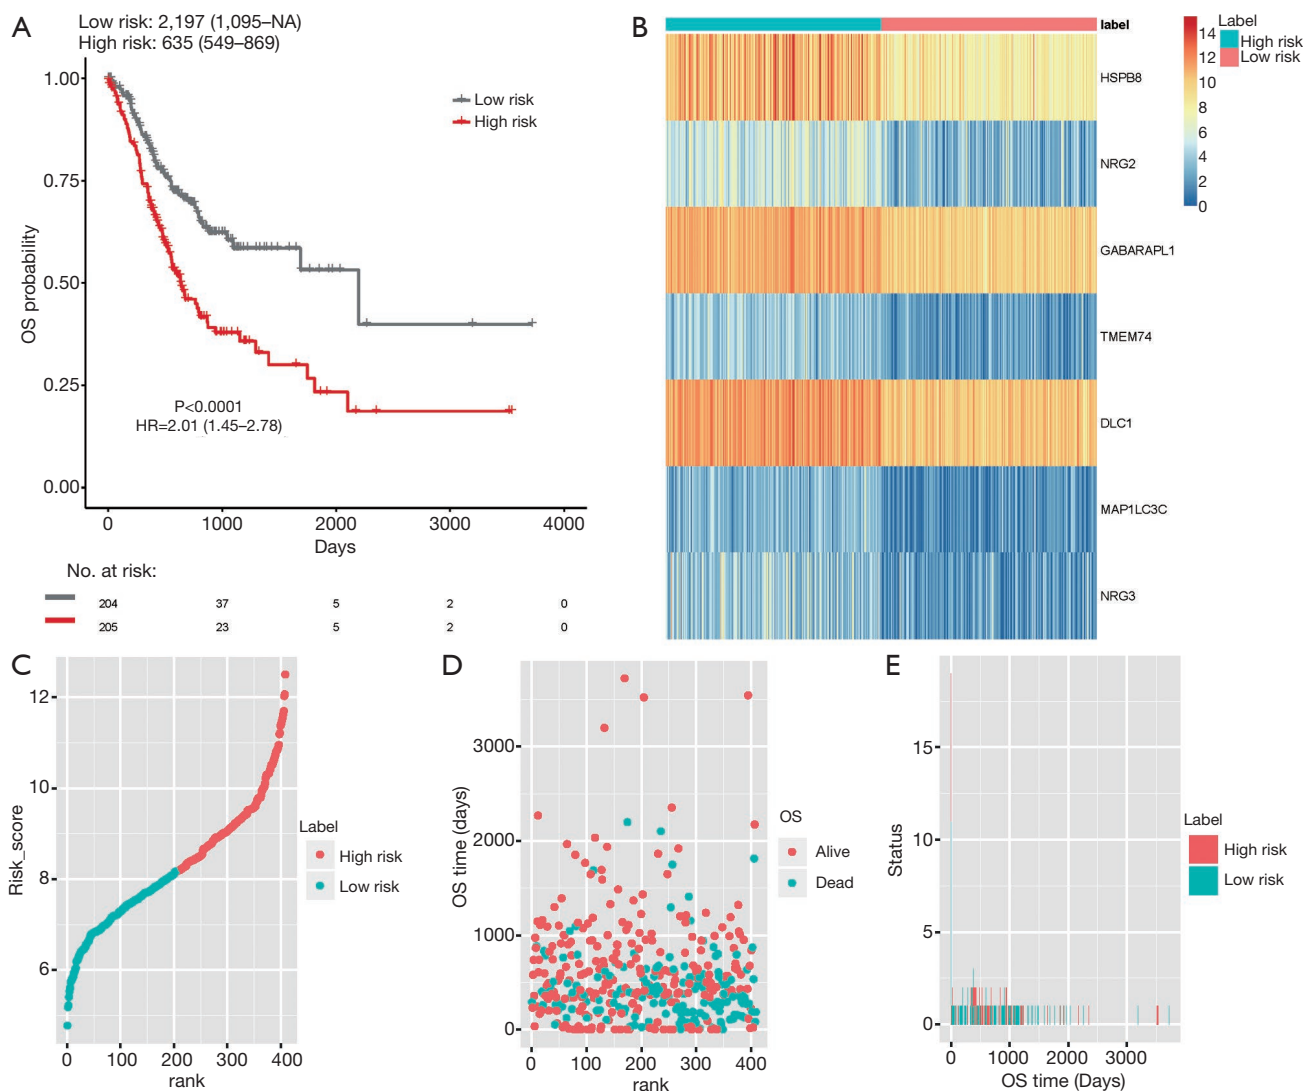 A
Low risk: 2,197 (1,095–NA)
High risk: 635 (549–869)
1.00
0.75
0.50
0.25
0.00
OS probability
Low risk
High risk
P<0.0001
HR=2.01 (1.45–2.78)
0 1000 2000 3000 4000
Days
No. at risk:
204 37 5 2 0
205 23 5 2 0
B
label
HSPB8
NRG2
GABARAPL1
TMEM74
DLC1
MAP1LC3C
NRG3
14
12
10
8
6
4
2
0
Label
High risk
Low risk
C
12
10
8
6
Risk_score
0 100 200 300 400
rank
Label
High risk
Low risk
D
3000
2000
1000
0
OS time (days)
0 100 200 300 400
rank
OS
Alive
Dead
E
15
10
5
0
Status
0 1000 2000 3000
OS time (Days)
Label
High risk
Low risk